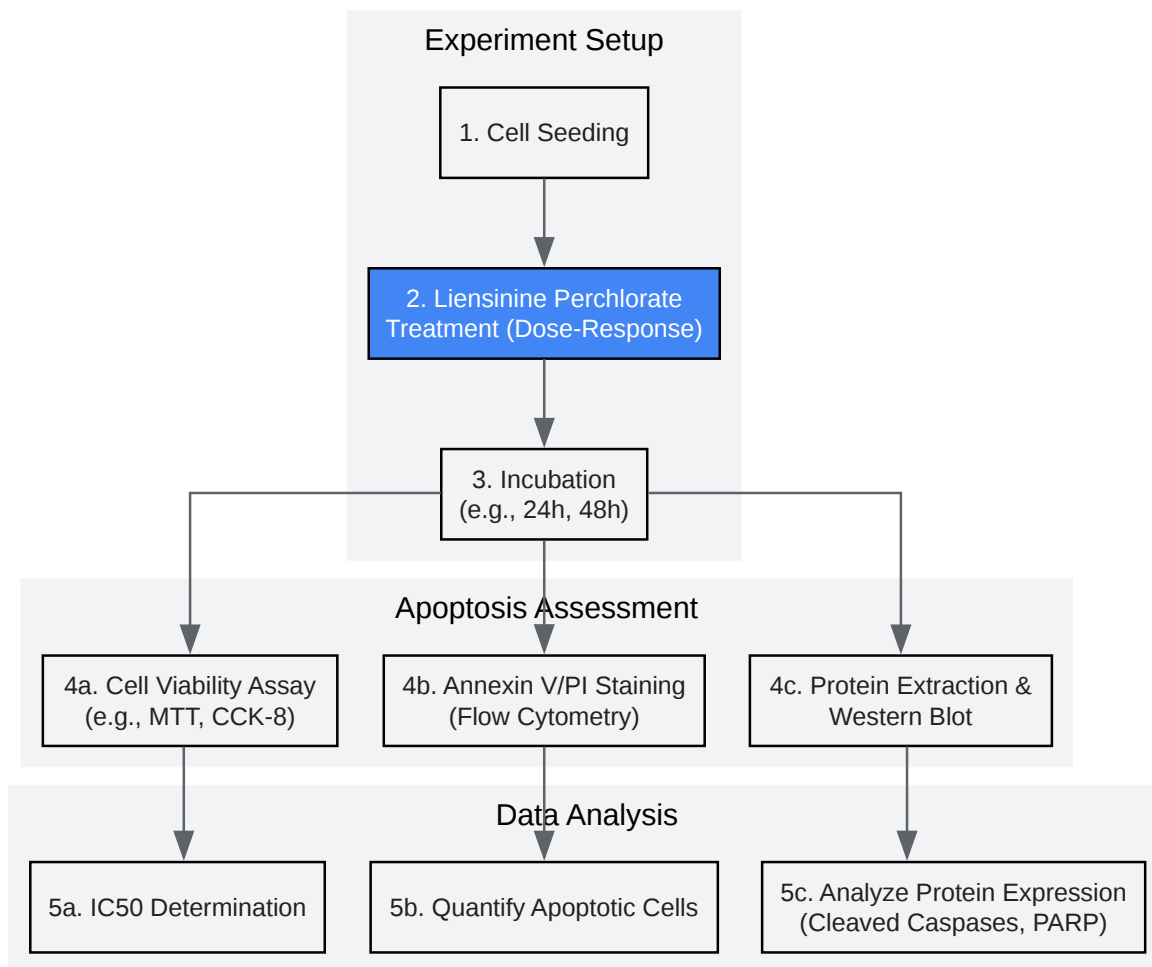 Experiment Setup
1. Cell Seeding
2. Liensinine Perchlorate
Treatment (Dose-Response)
3. Incubation
(e.g., 24h, 48h)
Apoptosis Assessment
4a. Cell Viability Assay
(e.g., MTT, CCK-8)
4b. Annexin V/PI Staining
(Flow Cytometry)
4c. Protein Extraction &
Western Blot
Data Analysis
5a. IC50 Determination
5b. Quantify Apoptotic Cells
5c. Analyze Protein Expression
(Cleaved Caspases, PARP)